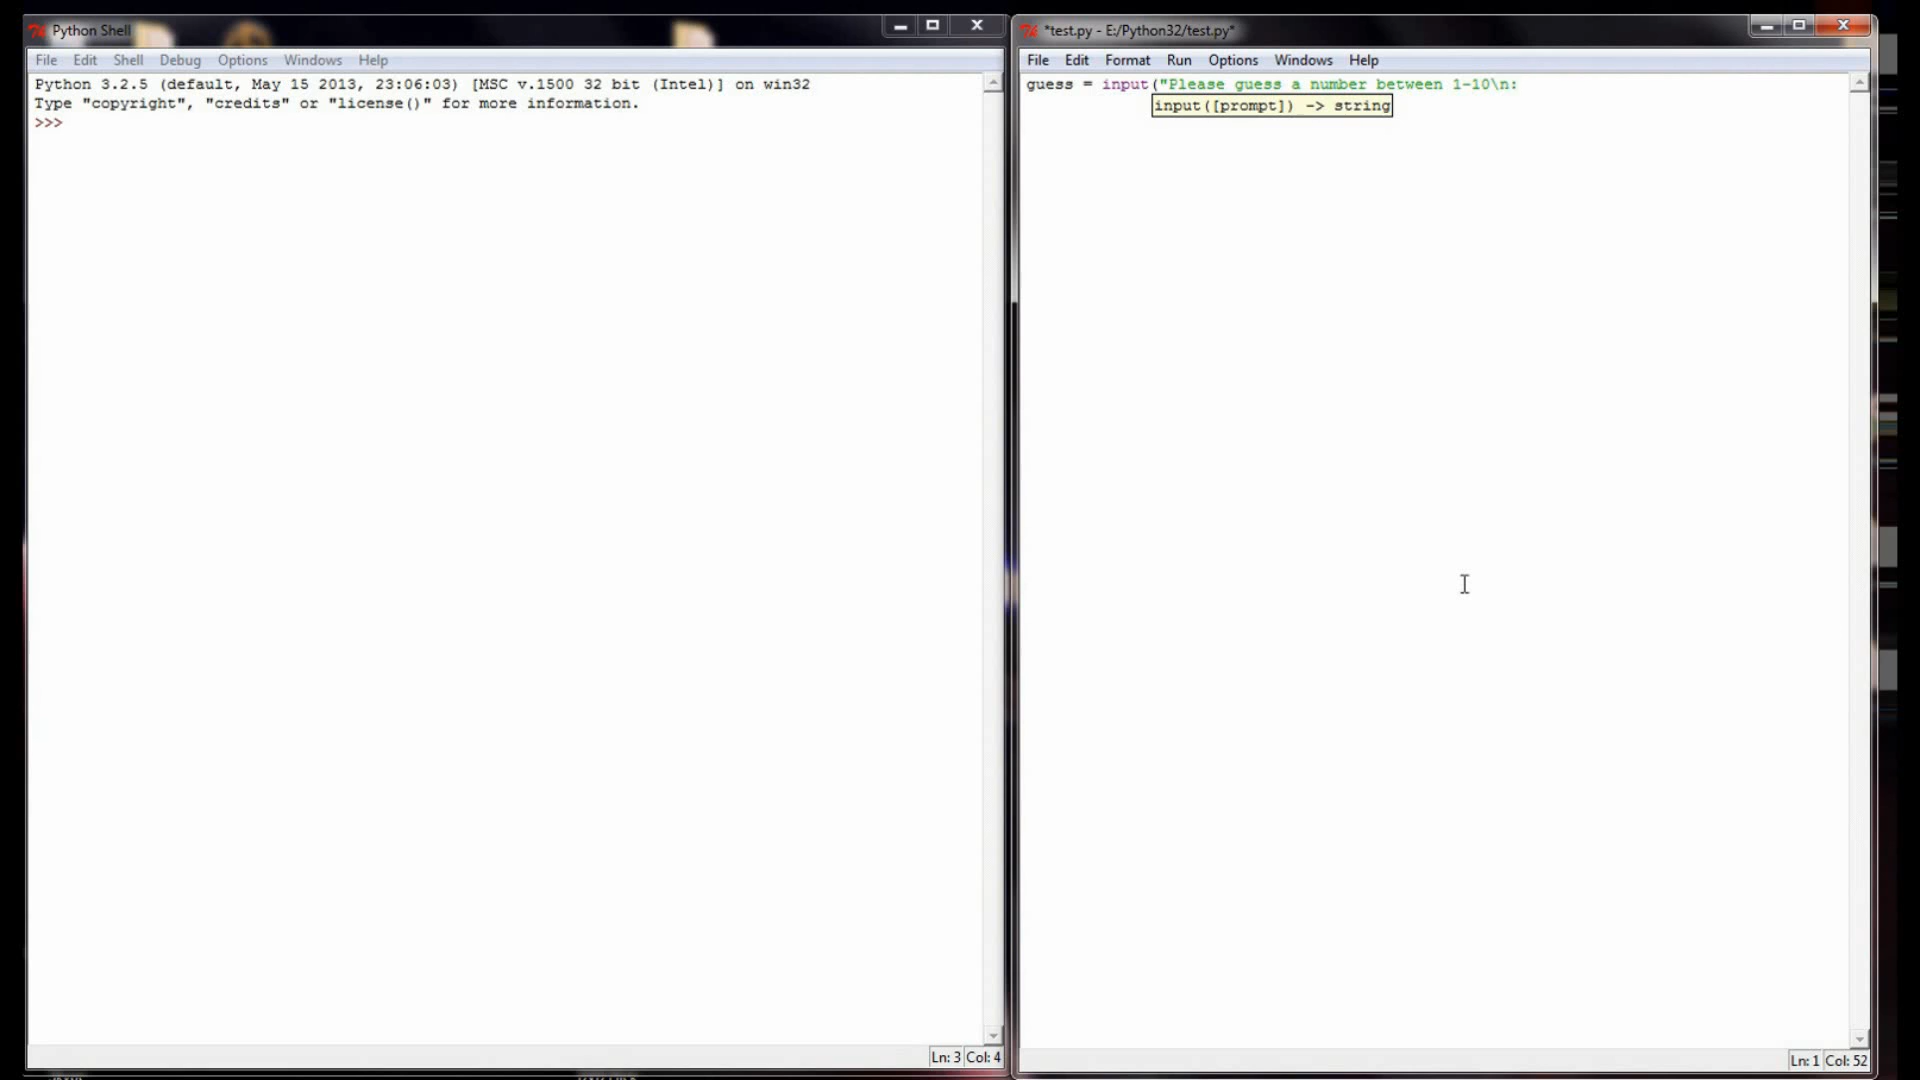 Python Shell
File Edit Shell Debug Options Windows Help
Python 3.2.5 (default, May 15 2013, 23:06:03) [MSC v.1500 32 bit (Intel)] on win32
Type "copyright", "credits" or "license()" for more information.
>>>
Ln: 3 Col: 4
*test.py - E:/Python32/test.py*
File Edit Format Run Options Windows Help
guess = input("Please guess a number between 1-10\n:
input([prompt]) -> string
Ln: 1 Col: 52